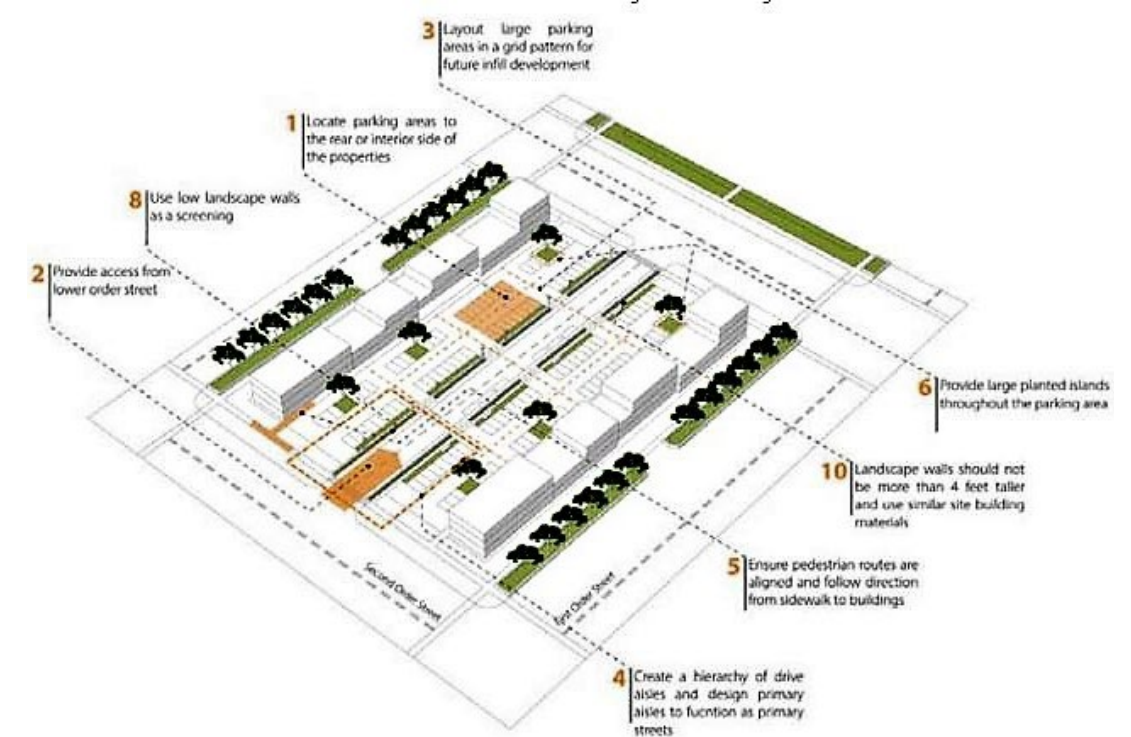 3 Layout large parking
areas in a grid pattern for
future infill development
1 Locate parking areas to
the rear or interior side of
the properties
8 Use low landscape walls
as a screening
2 Provide access from
lower order street
6 Provide large planted islands
throughout the parking area
10 Landscape walls should not
be more than 4 feet taller
and use similar site building
materials
5 Ensure pedestrian routes are
aligned and follow direction
from sidewalk to buildings
4 Create a hierarchy of drive
aisles and design primary
aisles to fucntion as primary
streets
Second Order Street
First Order Street